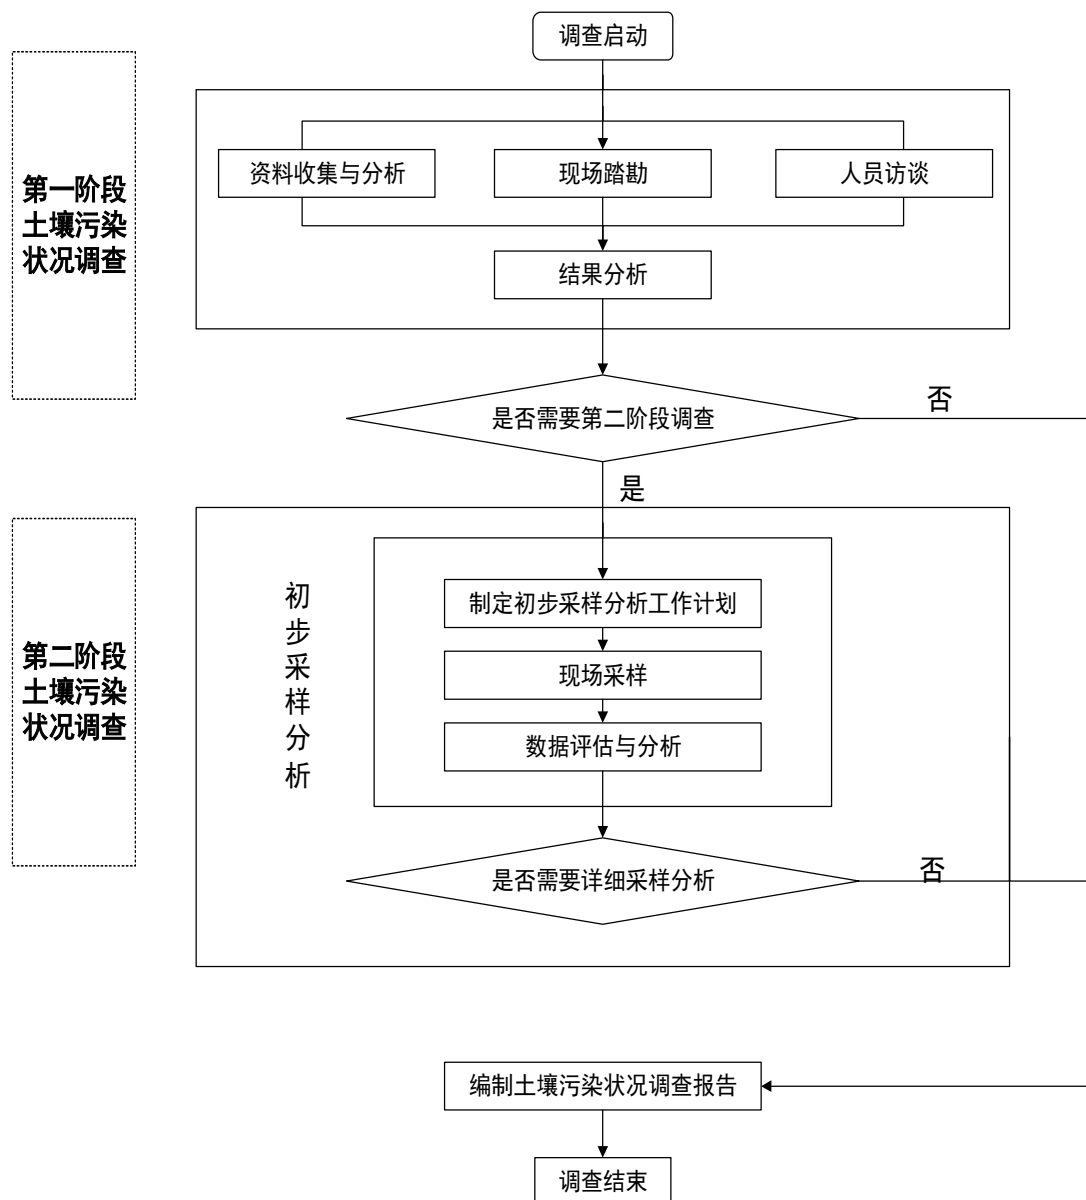 调查启动
第一阶段
土壤污染
状况调查
资料收集与分析
现场踏勘
人员访谈
结果分析
是否需要第二阶段调查
否
是
第二阶段
土壤污染
状况调查
初
步
采
样
分
析
制定初步采样分析工作计划
现场采样
数据评估与分析
是否需要详细采样分析
否
编制土壤污染状况调查报告
调查结束